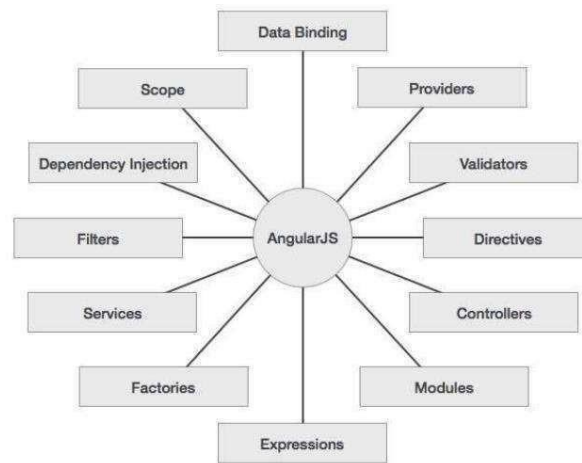 Data Binding
Scope
Providers
Dependency Injection
Validators
Filters
AngularJS
Directives
Services
Controllers
Factories
Modules
Expressions